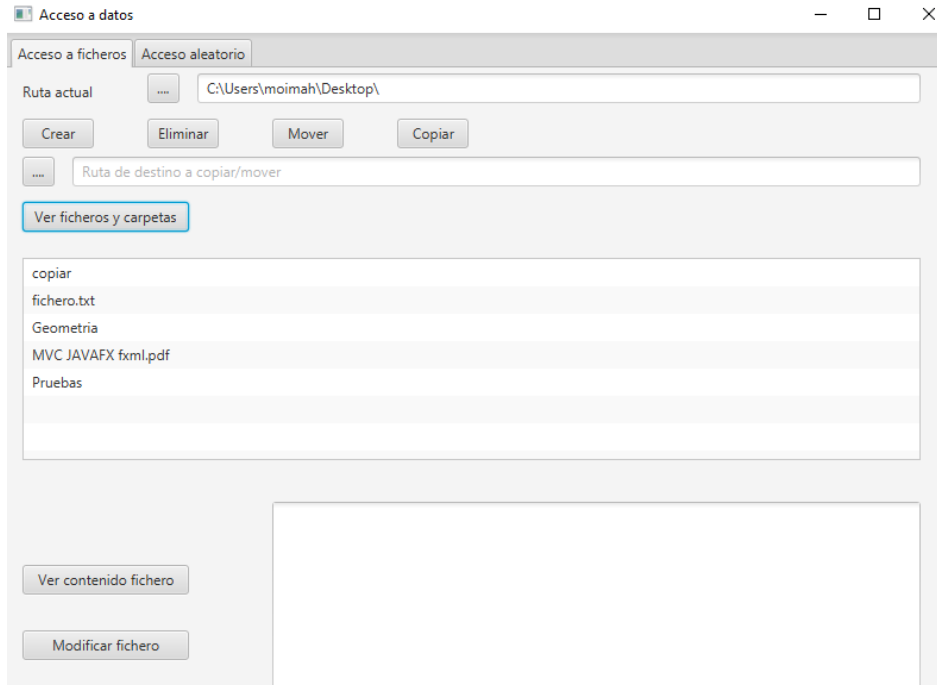 Acceso a datos
Acceso a ficheros Acceso aleatorio
Ruta actual .... C:\Users\moimah\Desktop\
Crear Eliminar Mover Copiar
.... Ruta de destino a copiar/mover
Ver ficheros y carpetas
copiar
fichero.txt
Geometria
MVC JAVAFX fxml.pdf
Pruebas
Ver contenido fichero
Modificar fichero